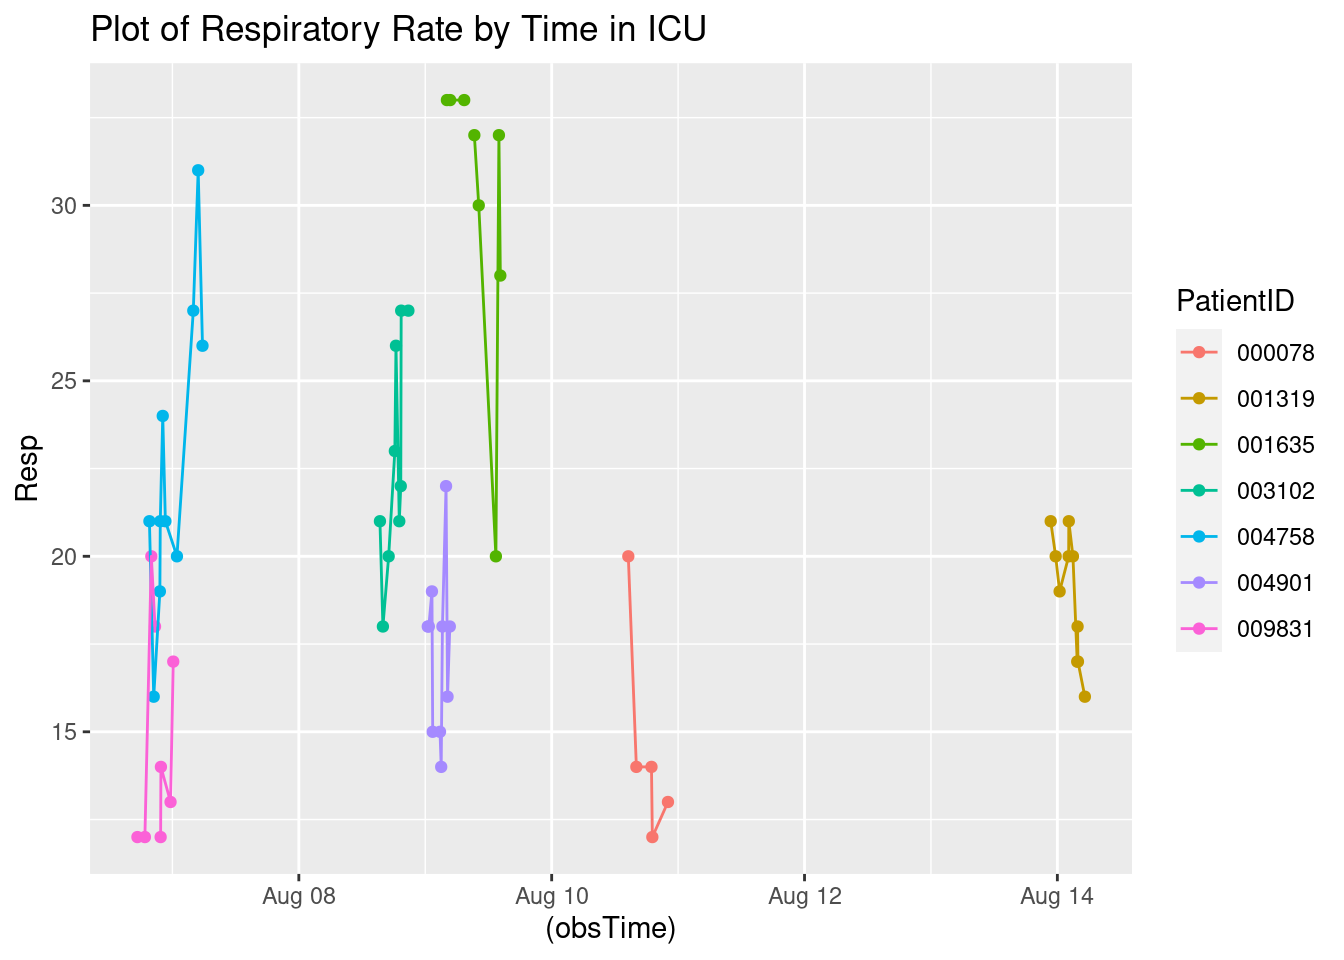 Plot of Respiratory Rate by Time in ICU
Resp
30
25
20
15
Aug 08 Aug 10 Aug 12 Aug 14
(obsTime)
PatientID
000078
001319
001635
003102
004758
004901
009831